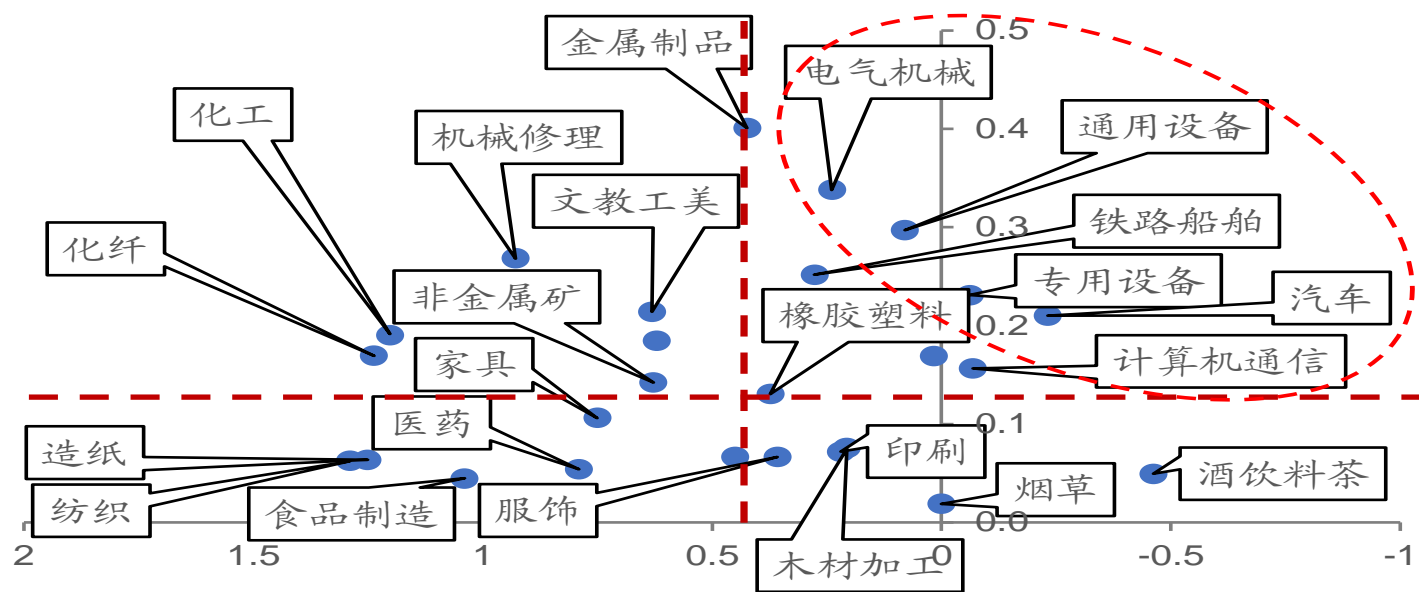 金属制品
0.5
电气机械
化工
通用设备
机械修理
0.4
文教工美
铁路船舶
0.3
化纤
非金属矿
专用设备
汽车
橡胶塑料
0.2
家具
计算机通信
医药
0.1
造纸
印刷
酒饮料茶
烟草
纺织
食品制造
服饰
0.0
木材加工
2
1.5
1
0.5
0
-0.5
-1